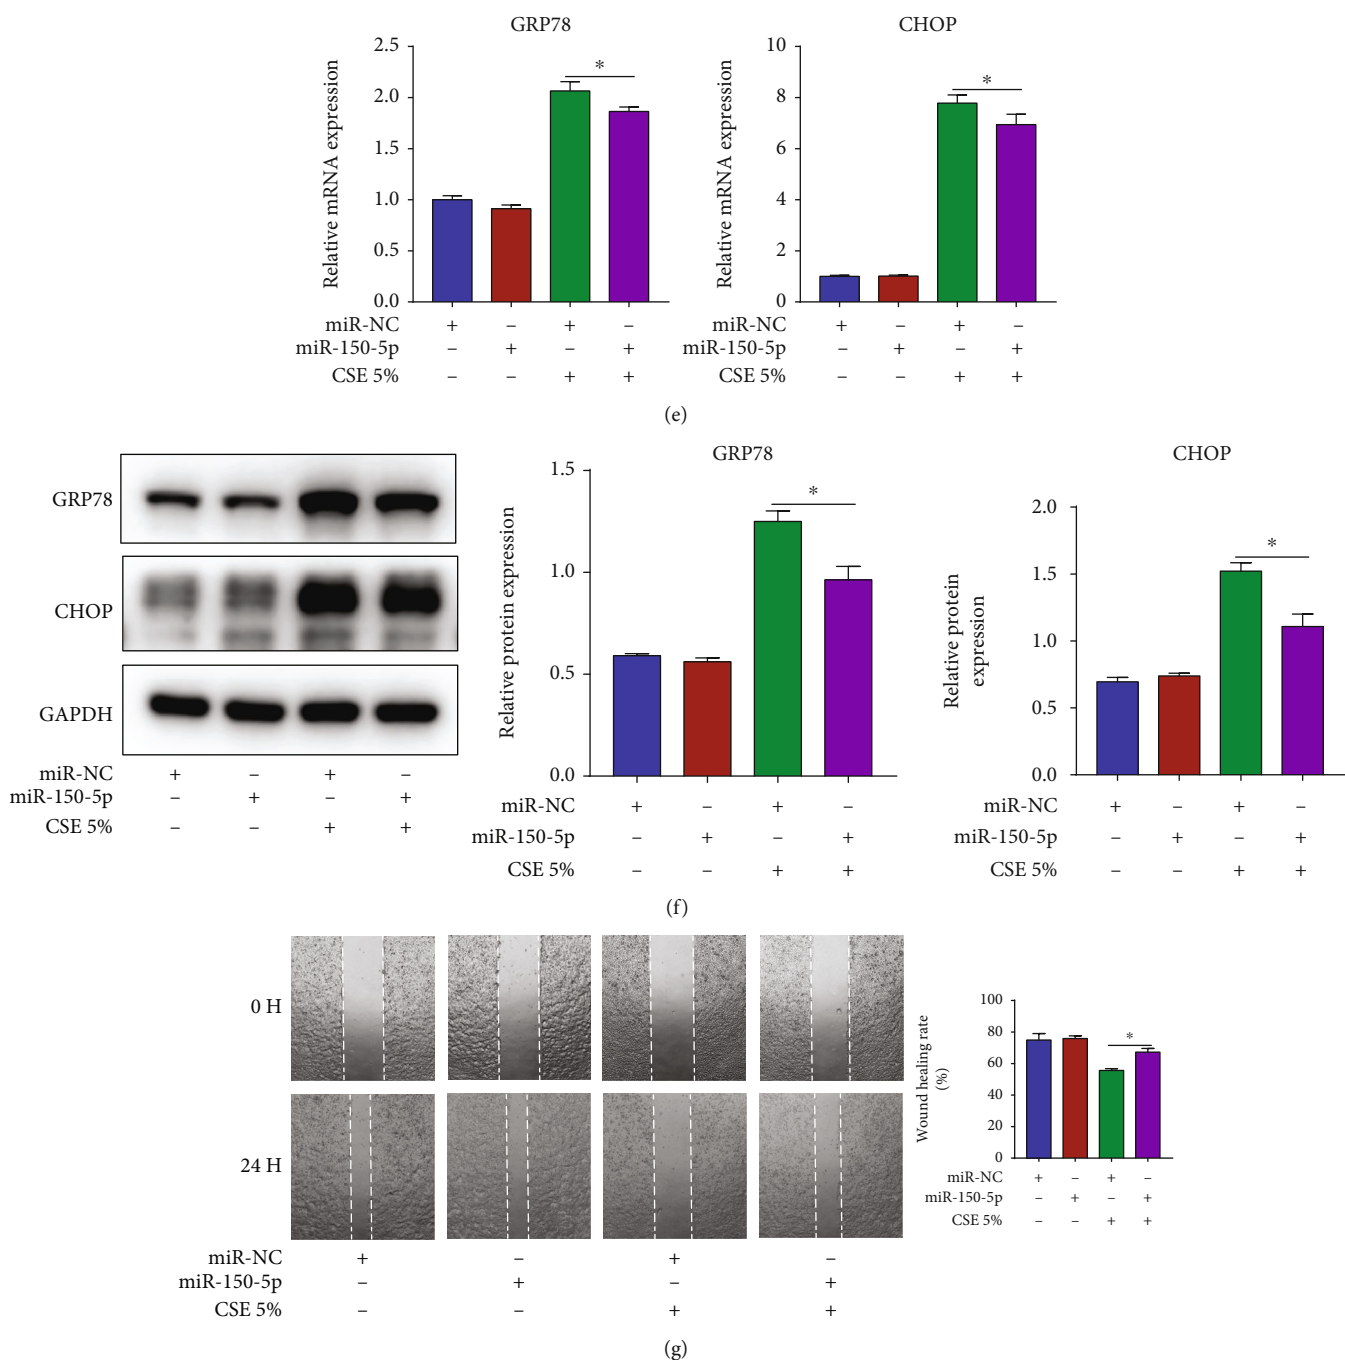 GRP78
Relative mRNA expression
2.5
2.0
1.5
1.0
0.5
0.0
*
miR-NC + – + –
miR-150-5p – + – +
CSE 5% – – + +
CHOP
Relative mRNA expression
10
8
6
4
2
0
*
miR-NC + – + –
miR-150-5p – + – +
CSE 5% – – + +
(e)
GRP78
CHOP
GAPDH
miR-NC + – + –
miR-150-5p – + – +
CSE 5% – – + +
GRP78
Relative protein expression
1.5
1.0
0.5
0.0
*
miR-NC + – + –
miR-150-5p – + – +
CSE 5% – – + +
CHOP
Relative protein
expression
2.0
1.5
1.0
0.5
0.0
*
miR-NC + – + –
miR-150-5p – + – +
CSE 5% – – + +
(f)
0 H
24 H
miR-NC + – + –
miR-150-5p – + – +
CSE 5% – – + +
Wound healing rate
(%)
100
80
60
40
20
0
*
miR-NC + – + –
miR-150-5p – + – +
CSE 5% – – + +
(g)